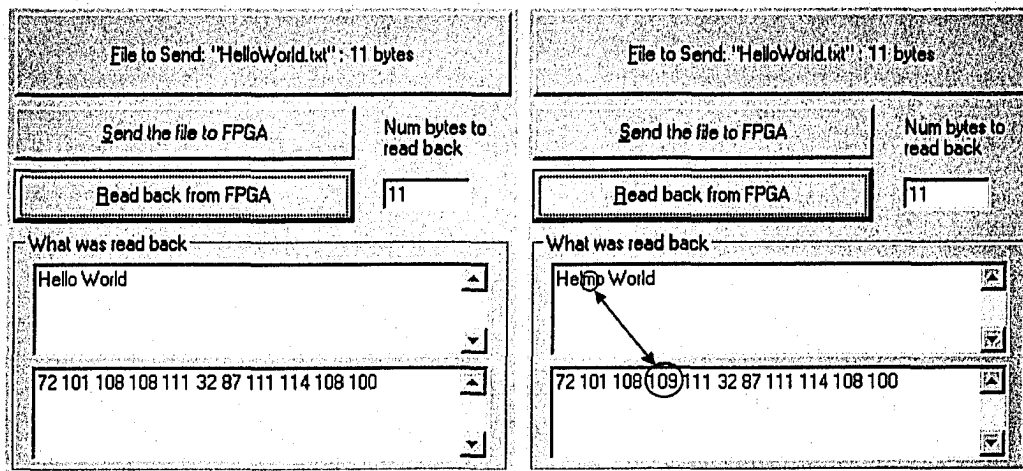 File to Send: "HelloWorld.txt" : 11 bytes
Send the file to FPGA
Num bytes to
read back
Read back from FPGA
11
What was read back
Hello World
72 101 108 108 111 32 87 111 114 108 100
File to Send: "HelloWorld.txt" : 11 bytes
Send the file to FPGA
Num bytes to
read back
Read back from FPGA
11
What was read back
Helmo World
72 101 108 109 111 32 87 111 114 108 100